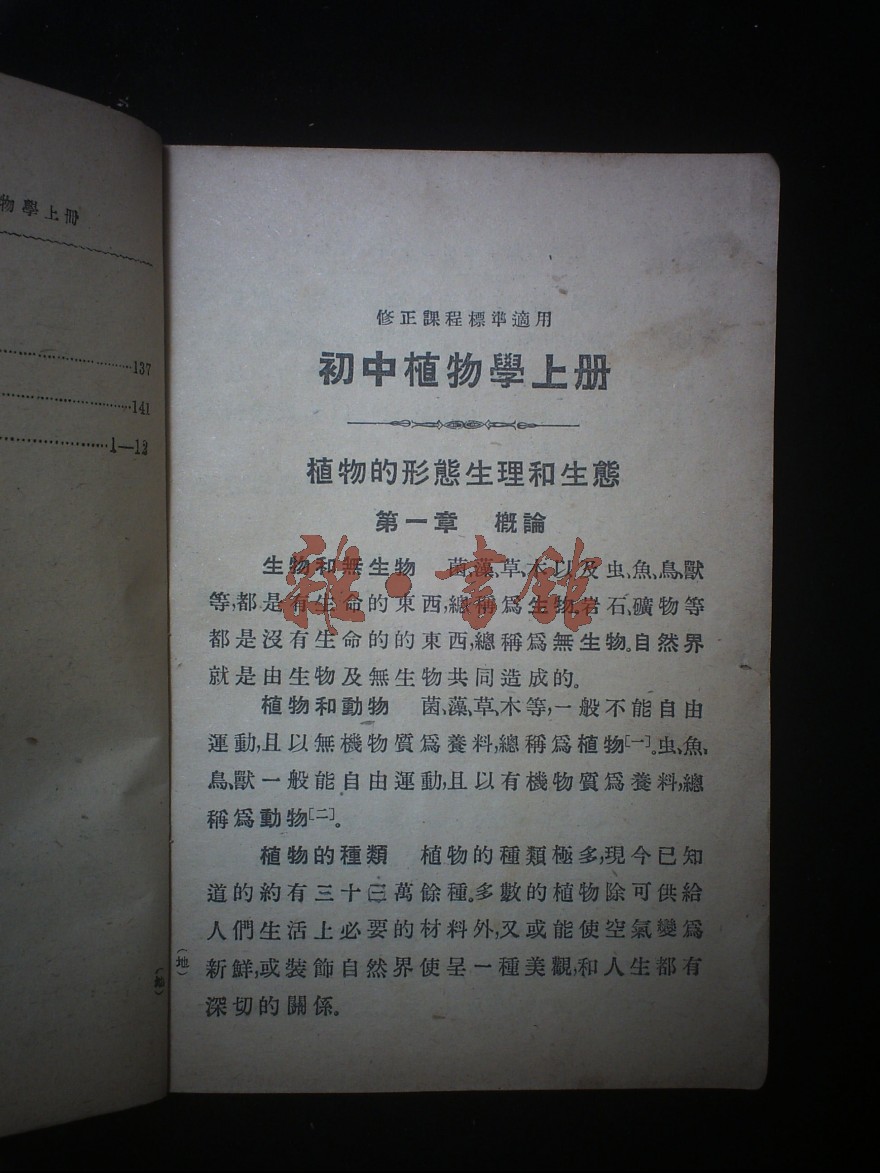 物學上冊
137
141
1—12
修正課程標準適用
初中植物學上册
植物的形態生理和生態
第一章 概論
生物和無生物 菌、藻、草、木以及虫、魚、鳥、獸
等,都是有生命的東西,總稱爲生物。岩石、礦物等
都是沒有生命的的東西,總稱爲無生物。自然界
就是由生物及無生物共同造成的。
植物和動物 菌、藻、草、木等,一般不能自由
運動,且以無機物質爲養料,總稱爲植物[一]。虫、魚、
鳥、獸一般能自由運動,且以有機物質爲養料,總
稱爲動物[二]。
植物的種類 植物的種類極多,現今已知
道的約有三十三萬餘種。多數的植物除可供給
人們生活上必要的材料外,又或能使空氣變爲
新鮮,或裝飾自然界使呈一種美觀,和人生都有
深切的關係。
(地)
雜·書館